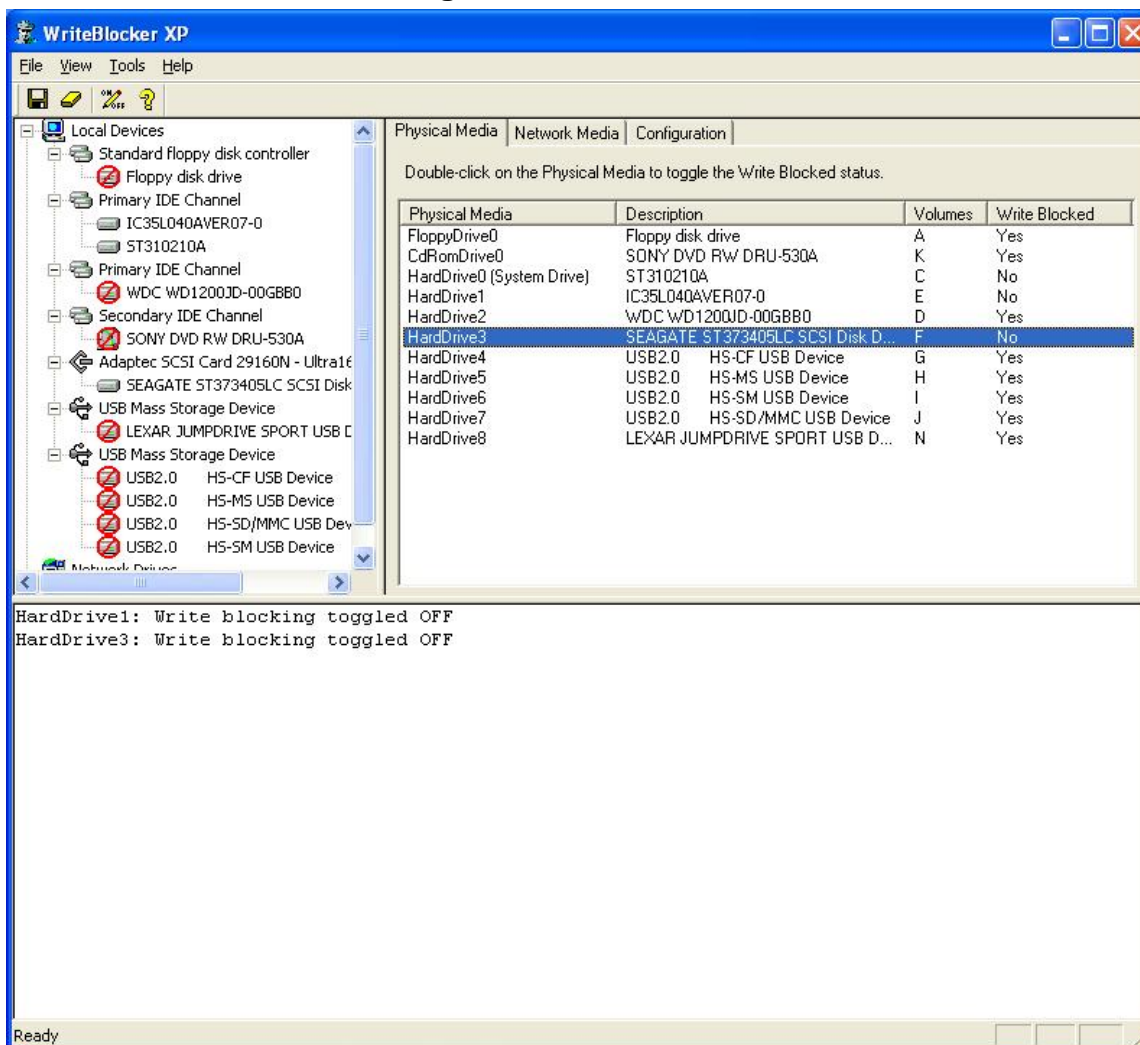 WriteBlocker XP
File View Tools Help
ON OFF
Local Devices
Standard floppy disk controller
Floppy disk drive
Primary IDE Channel
IC35L040AVER07-0
ST310210A
Primary IDE Channel
WDC WD1200JD-00GBB0
Secondary IDE Channel
SONY DVD RW DRU-530A
Adaptec SCSI Card 29160N - Ultra16
SEAGATE ST373405LC SCSI Disk
USB Mass Storage Device
LEXAR JUMPDRIVE SPORT USB D
USB Mass Storage Device
USB2.0 HS-CF USB Device
USB2.0 HS-MS USB Device
USB2.0 HS-SD/MMC USB Dev
USB2.0 HS-SM USB Device
Network Drives
Physical Media Network Media Configuration
Double-click on the Physical Media to toggle the Write Blocked status.
Physical Media Description Volumes Write Blocked
FloppyDrive0 Floppy disk drive A Yes
CdRomDrive0 SONY DVD RW DRU-530A K Yes
HardDrive0 (System Drive) ST310210A C No
HardDrive1 IC35L040AVER07-0 E No
HardDrive2 WDC WD1200JD-00GBB0 D Yes
HardDrive3 SEAGATE ST373405LC SCSI Disk D... F No
HardDrive4 USB2.0 HS-CF USB Device G Yes
HardDrive5 USB2.0 HS-MS USB Device H Yes
HardDrive6 USB2.0 HS-SM USB Device I Yes
HardDrive7 USB2.0 HS-SD/MMC USB Device J Yes
HardDrive8 LEXAR JUMPDRIVE SPORT USB D... N Yes
HardDrive1: Write blocking toggled OFF
HardDrive3: Write blocking toggled OFF
Ready